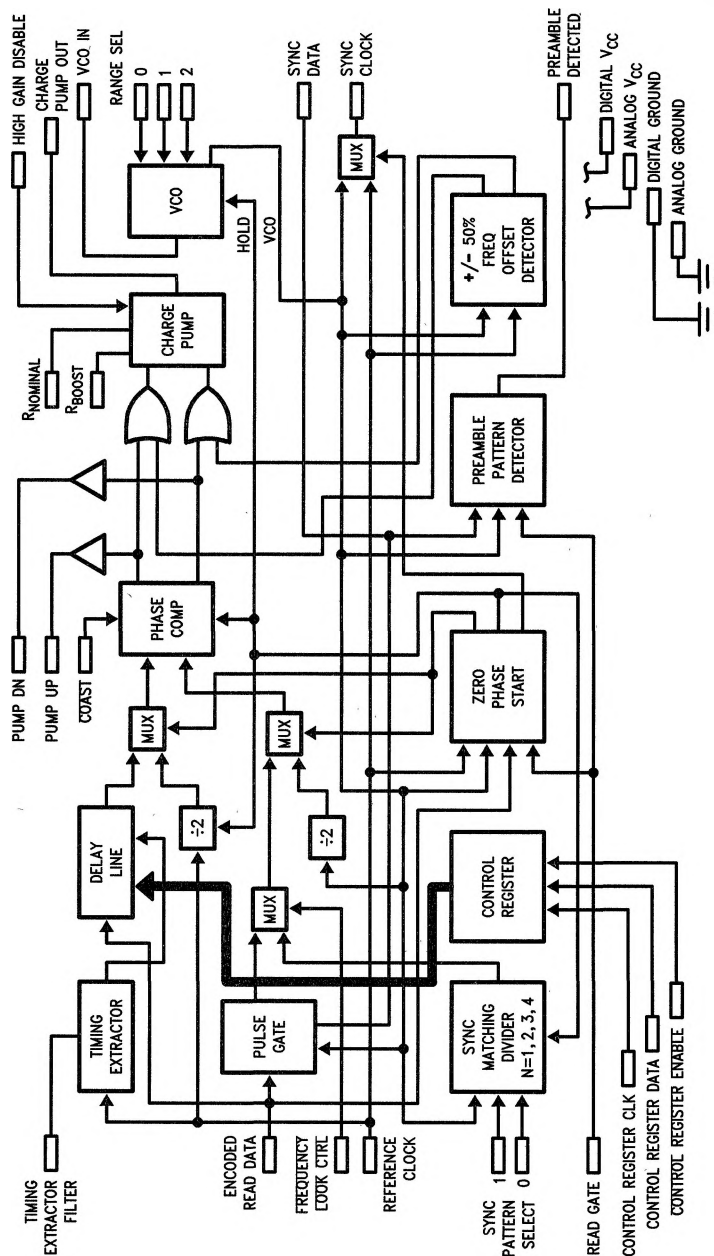 HIGH GAIN DISABLE
CHARGE
PUMP OUT
VCO IN
RANGE SEL
0
1
2
SYNC
DATA
SYNC
CLOCK
PREAMBLE
DETECTED
DIGITAL VCC
ANALOG VCC
DIGITAL GROUND
ANALOG GROUND
RNOMINAL
RBOOST
CHARGE
PUMP
VCO
HOLD
VCO
MUX
+/- 50%
FREQ
OFFSET
DETECTOR
PUMP DN
PUMP UP
COAST
PHASE
COMP
PREAMBLE
PATTERN
DETECTOR
MUX
MUX
ZERO
PHASE
START
DELAY
LINE
÷2
÷2
MUX
CONTROL
REGISTER
TIMING
EXTRACTOR
PULSE
GATE
SYNC
MATCHING
DIVIDER
N=1, 2, 3, 4
TIMING
EXTRACTOR
FILTER
ENCODED
READ DATA
FREQUENCY
LOCK CTRL
REFERENCE
CLOCK
SYNC
PATTERN
SELECT
1
0
READ GATE
CONTROL REGISTER CLK
CONTROL REGISTER DATA
CONTROL REGISTER ENABLE